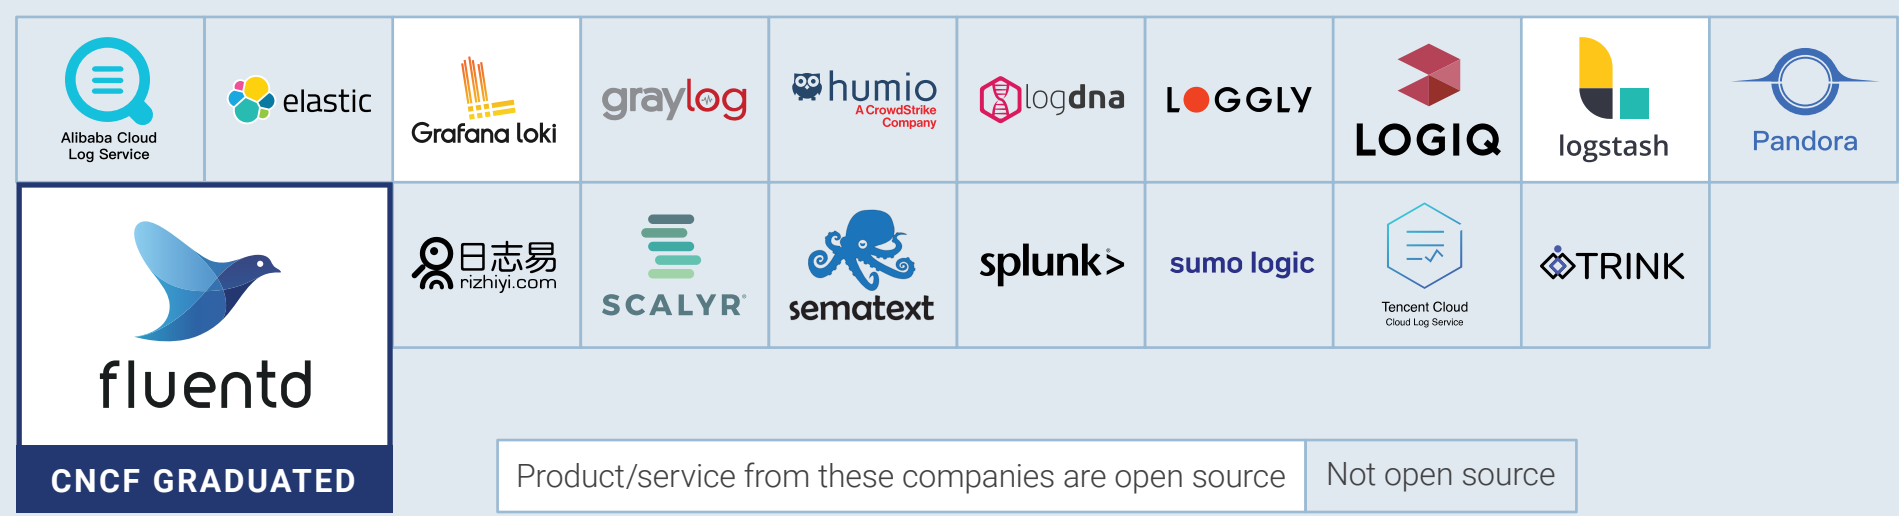 Alibaba Cloud
Log Service
elastic
Grafana loki
graylog
humio
A CrowdStrike
Company
logdna
LOGGLY
LOGIQ
logstash
Pandora
fluentd
CNCF GRADUATED
日志易
rizhiyi.com
SCALYR
sematext
splunk>
sumo logic
Tencent Cloud
Cloud Log Service
TRINK
Product/service from these companies are open source
Not open source